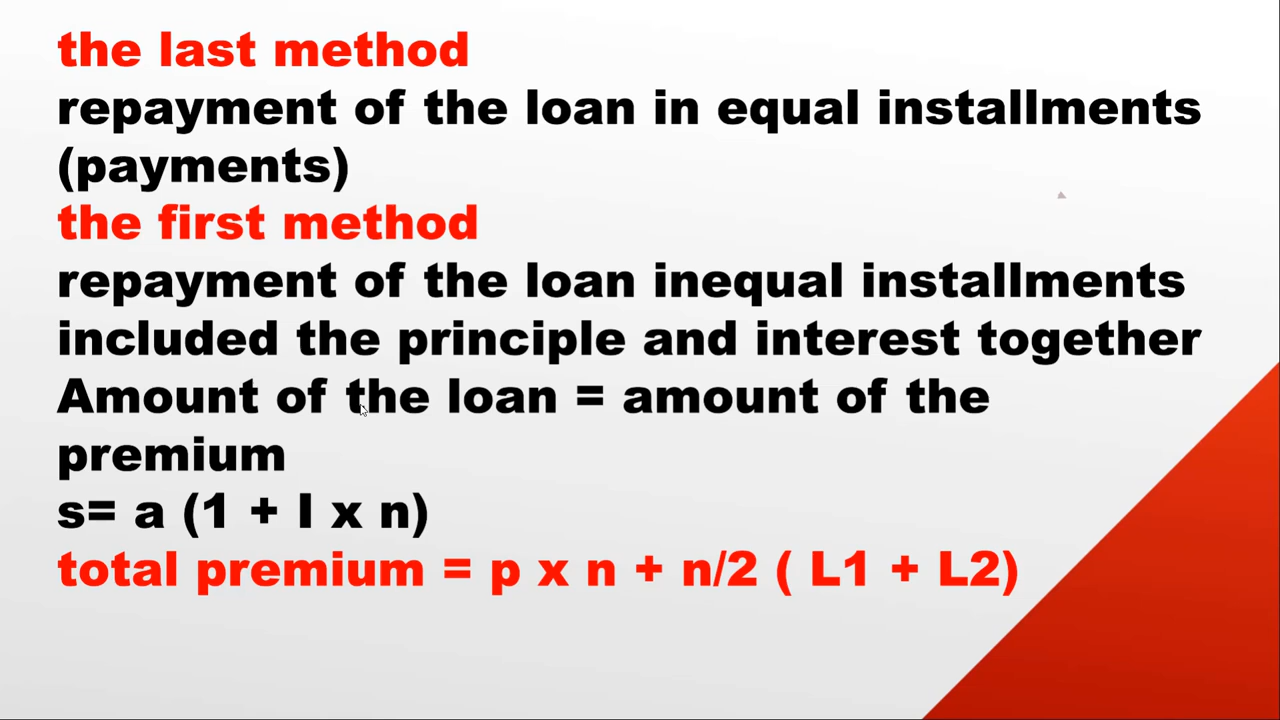 the last method
repayment of the loan in equal installments
(payments)
the first method
repayment of the loan inequal installments
included the principle and interest together
Amount of the loan = amount of the
premium
s= a (1 + I x n)
total premium = p x n + n/2 ( L1 + L2)